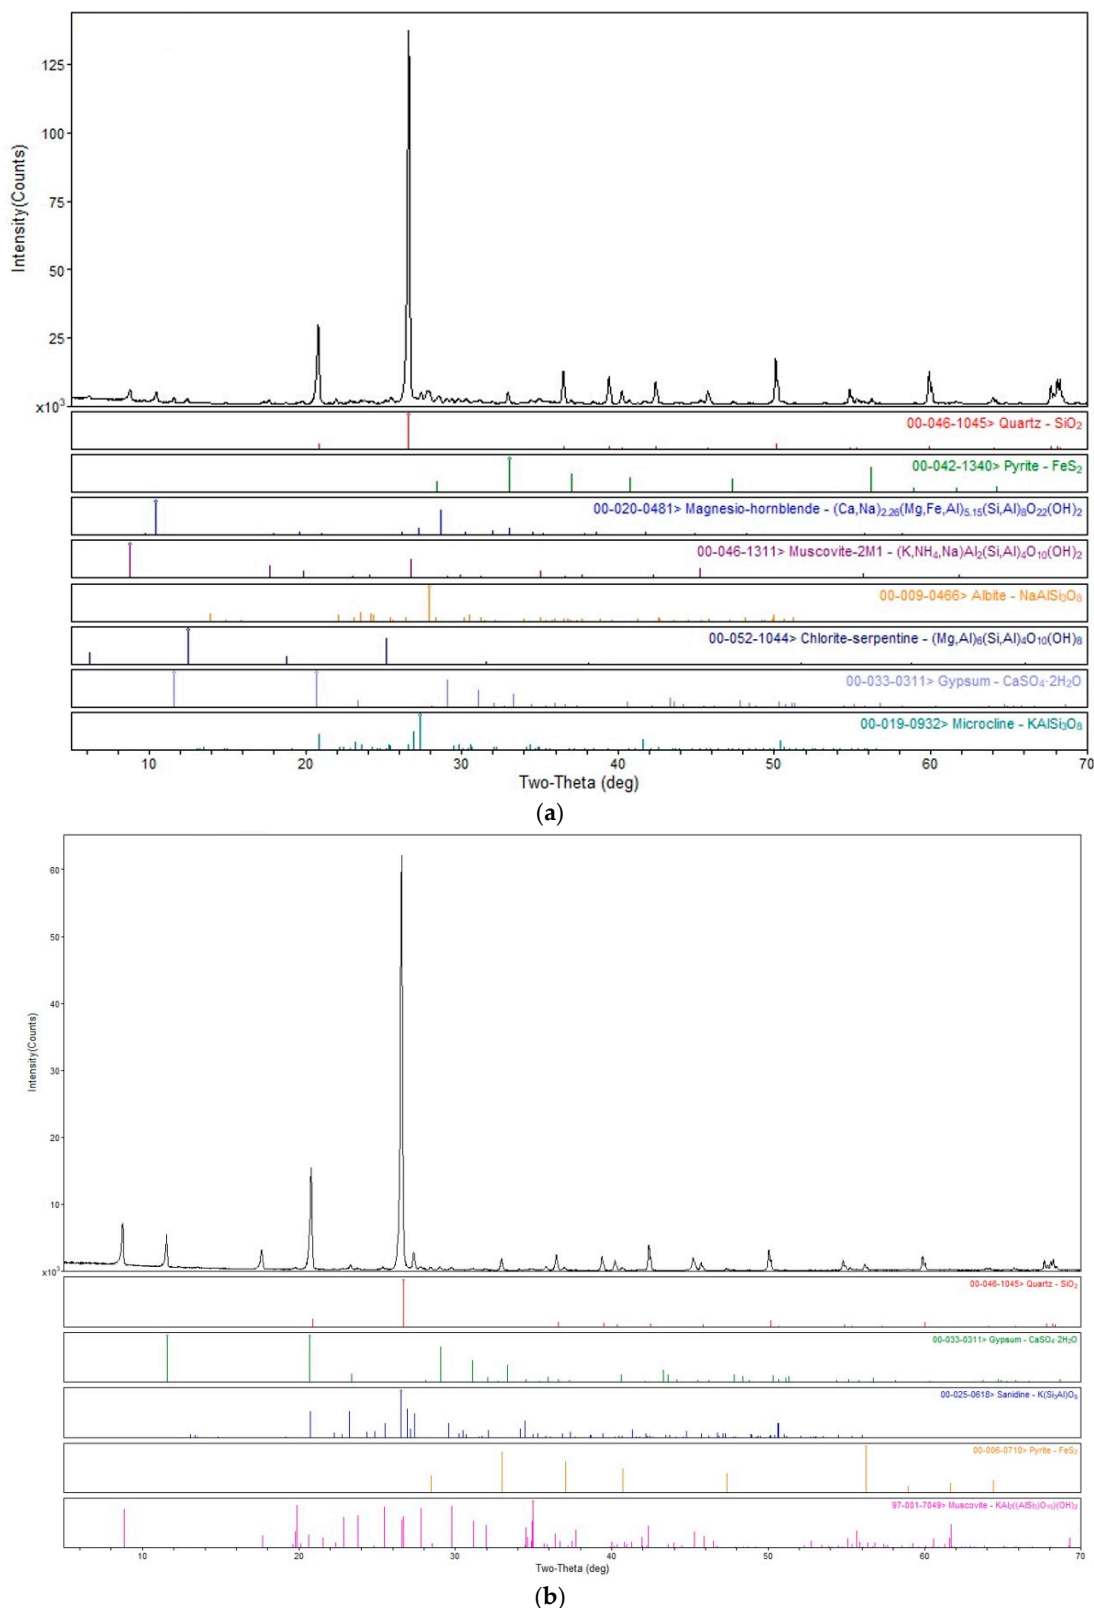 125
100
75
50
25
x10³
Intensity(Counts)
00-046-1045> Quartz - SiO₂
00-042-1340> Pyrite - FeS₂
00-020-0481> Magnesio-hornblende - (Ca,Na)₂.₂₆(Mg,Fe,Al)₅.₁₅(Si,Al)₈O₂₂(OH)₂
00-046-1311> Muscovite-2M1 - (K,NH₄,Na)Al₂(Si,Al)₄O₁₀(OH)₂
00-009-0466> Albite - NaAlSi₃O₈
00-052-1044> Chlorite-serpentine - (Mg,Al)₆(Si,Al)₄O₁₀(OH)₈
00-033-0311> Gypsum - CaSO₄·2H₂O
00-019-0932> Microcline - KAlSi₃O₈
10 20 30 40 50 60 70
Two-Theta (deg)
(a)
60
50
40
30
20
10
x10³
Intensity(Counts)
00-046-1045> Quartz - SiO₂
00-033-0311> Gypsum - CaSO₄·2H₂O
00-025-0618> Sanidine - K(Si₃Al)O₈
00-006-0710> Pyrite - FeS₂
97-001-7049> Muscovite - KAl₂((AlSi₃)O₁₀)(OH)₂
10 20 30 40 50 60 70
Two-Theta (deg)
(b)